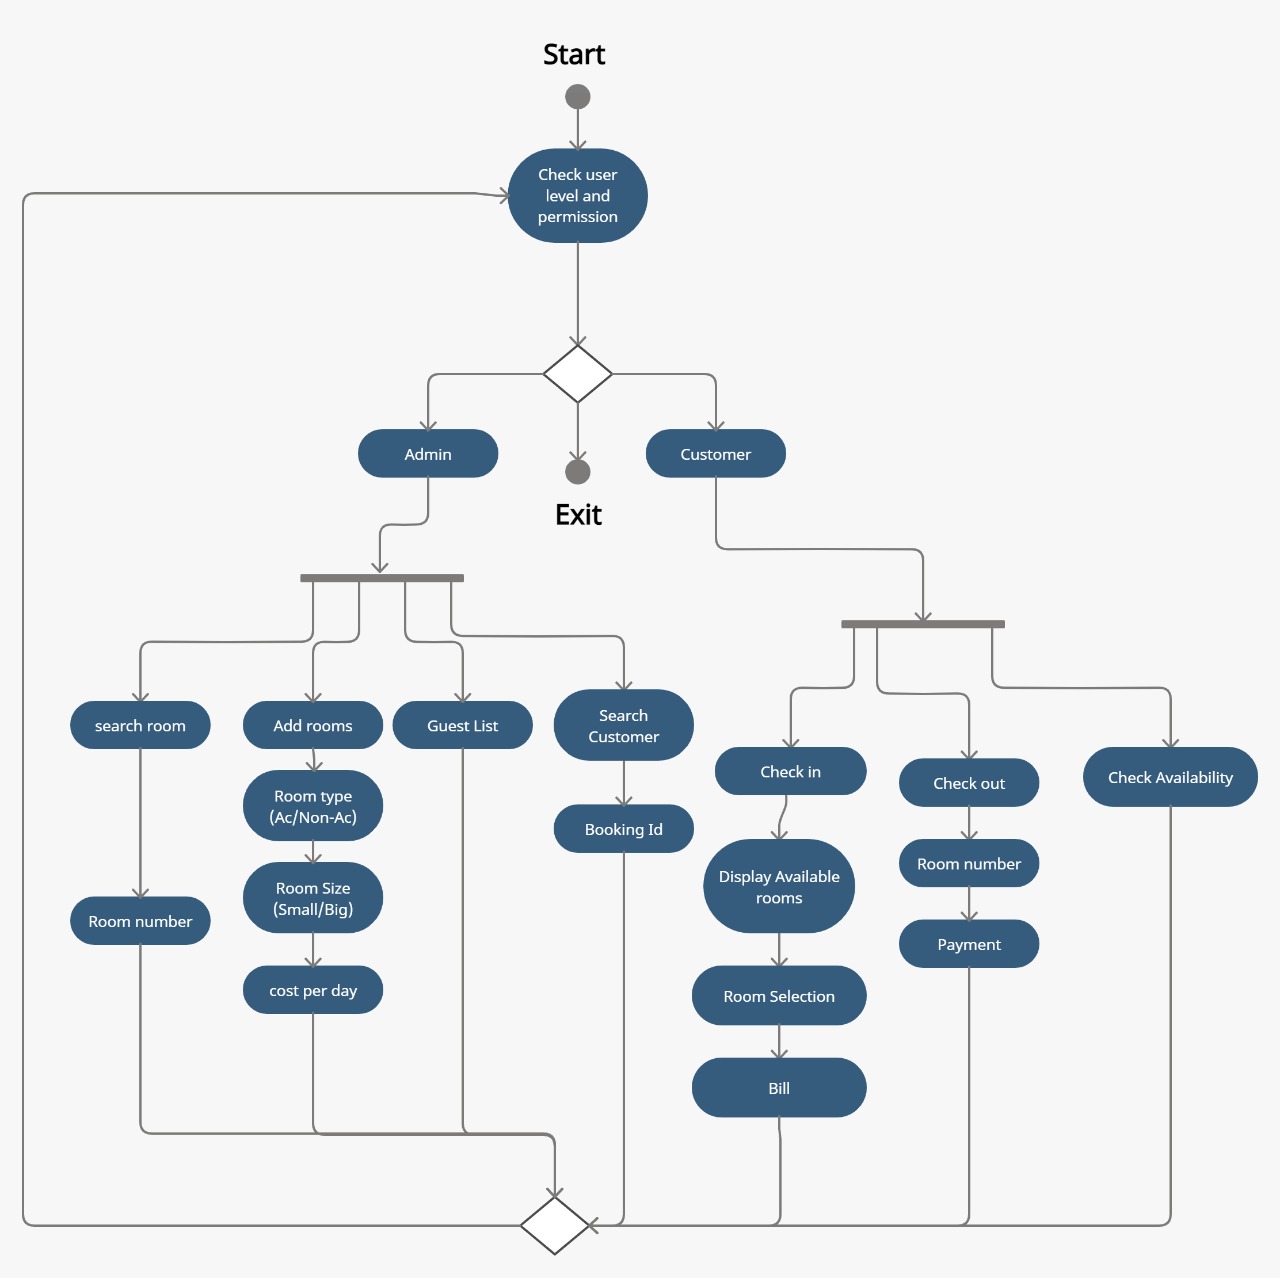 Start
Check user
level and
permission
Admin
Customer
Exit
search room
Add rooms
Guest List
Search
Customer
Check in
Check out
Check Availability
Room type
(Ac/Non-Ac)
Booking Id
Display Available
rooms
Room number
Room Size
(Small/Big)
Room number
Payment
cost per day
Room Selection
Bill